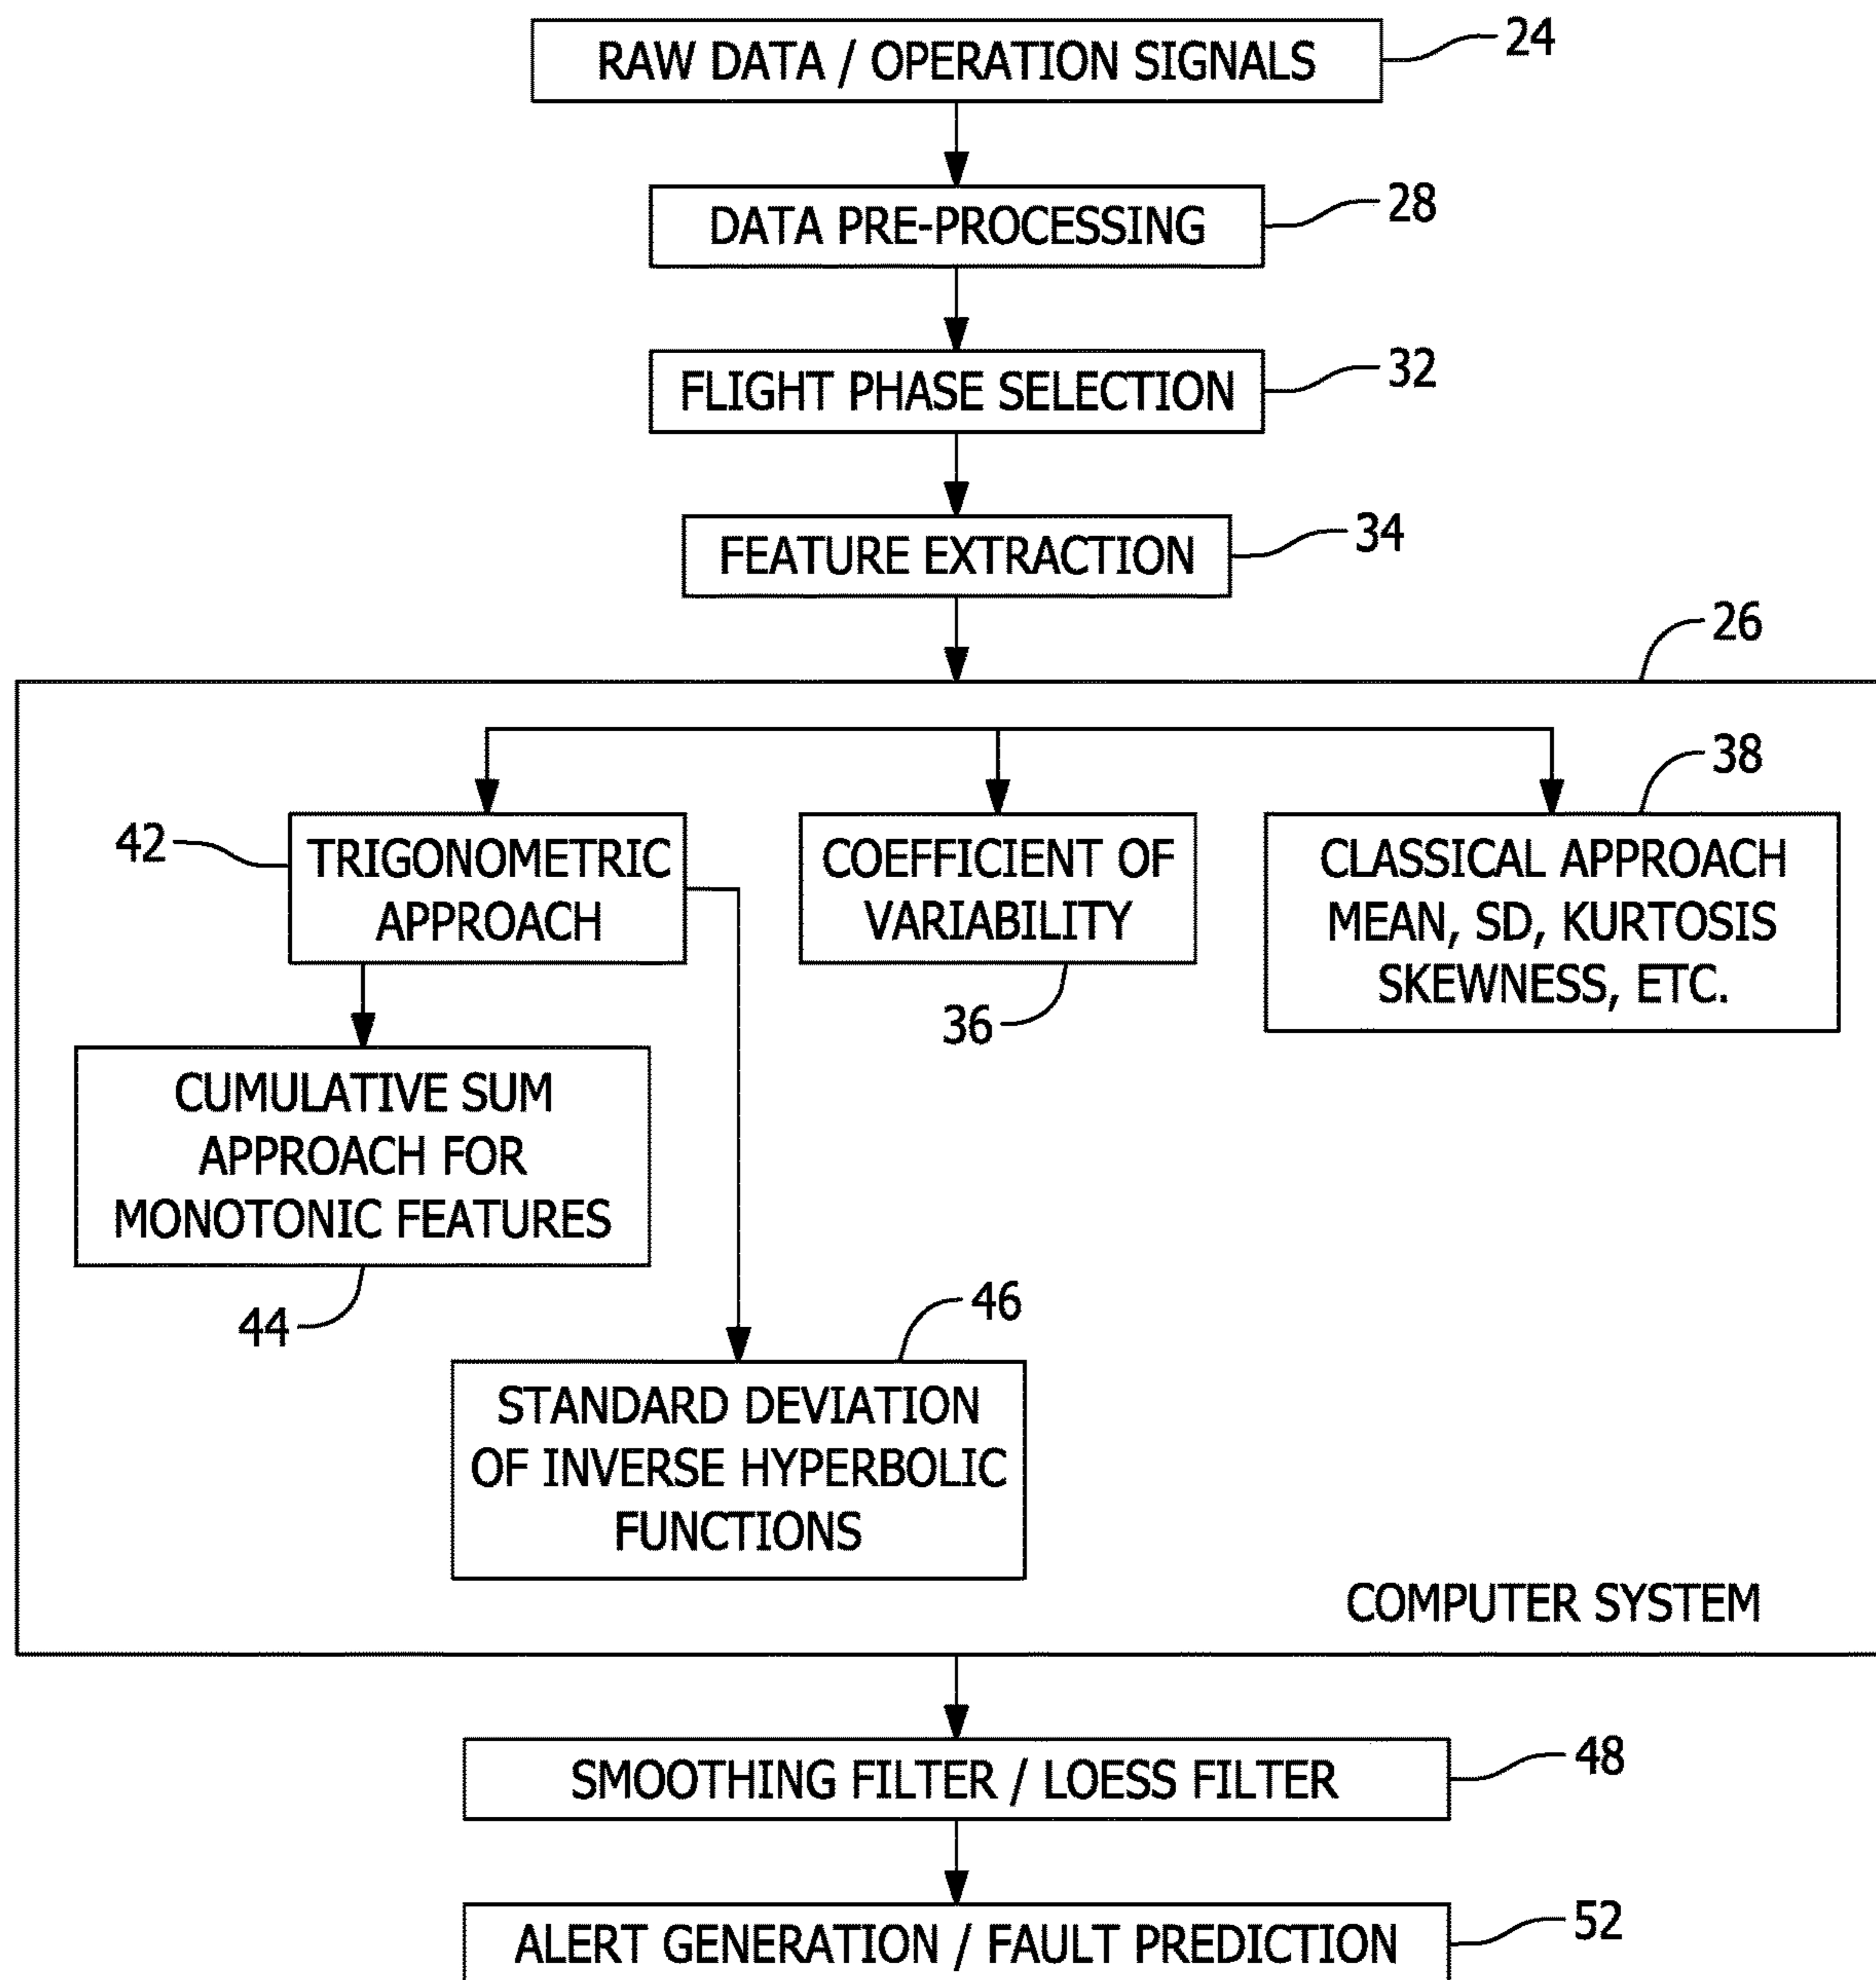 RAW DATA / OPERATION SIGNALS
24
DATA PRE-PROCESSING
28
FLIGHT PHASE SELECTION
32
FEATURE EXTRACTION
34
26
38
42
TRIGONOMETRIC
APPROACH
COEFFICIENT OF
VARIABILITY
36
CLASSICAL APPROACH
MEAN, SD, KURTOSIS
SKEWNESS, ETC.
CUMULATIVE SUM
APPROACH FOR
MONOTONIC FEATURES
44
46
STANDARD DEVIATION
OF INVERSE HYPERBOLIC
FUNCTIONS
COMPUTER SYSTEM
SMOOTHING FILTER / LOESS FILTER
48
ALERT GENERATION / FAULT PREDICTION
52